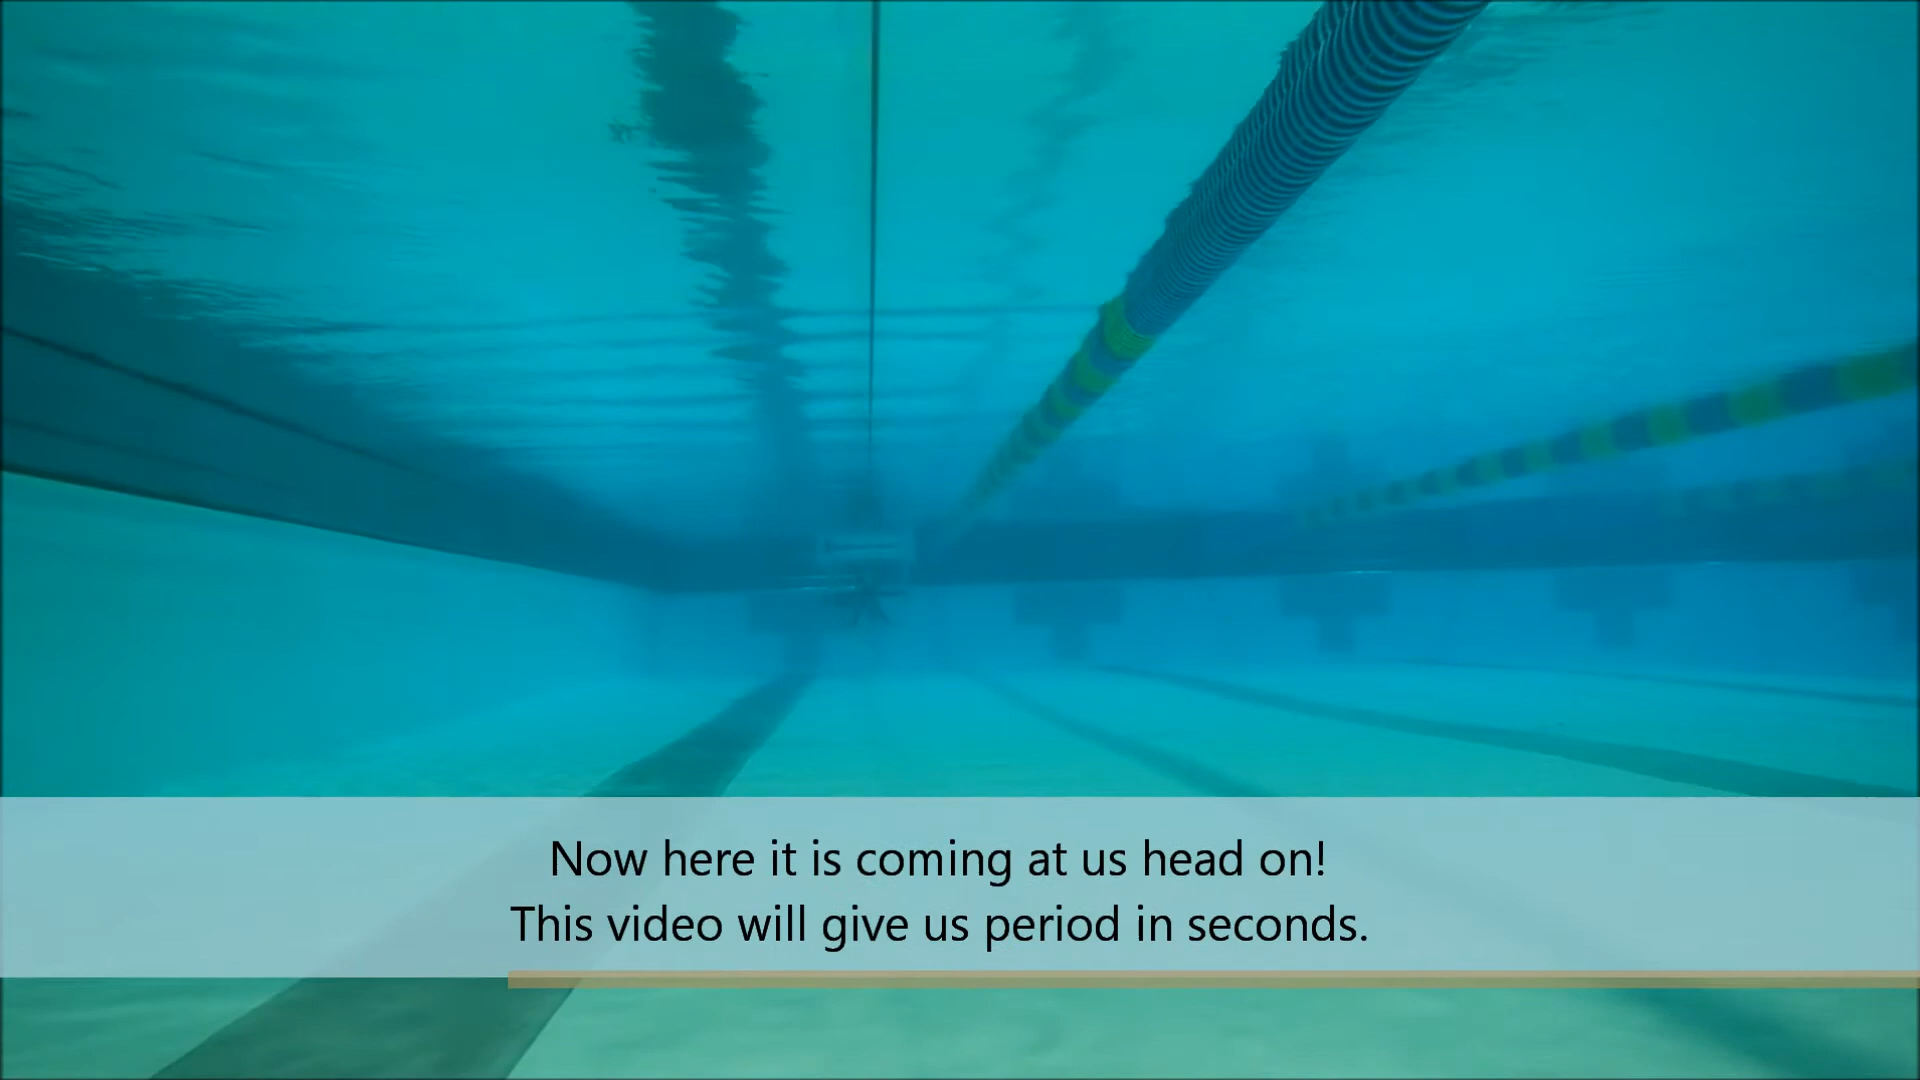 Now here it is coming at us head on!
This video will give us period in seconds.